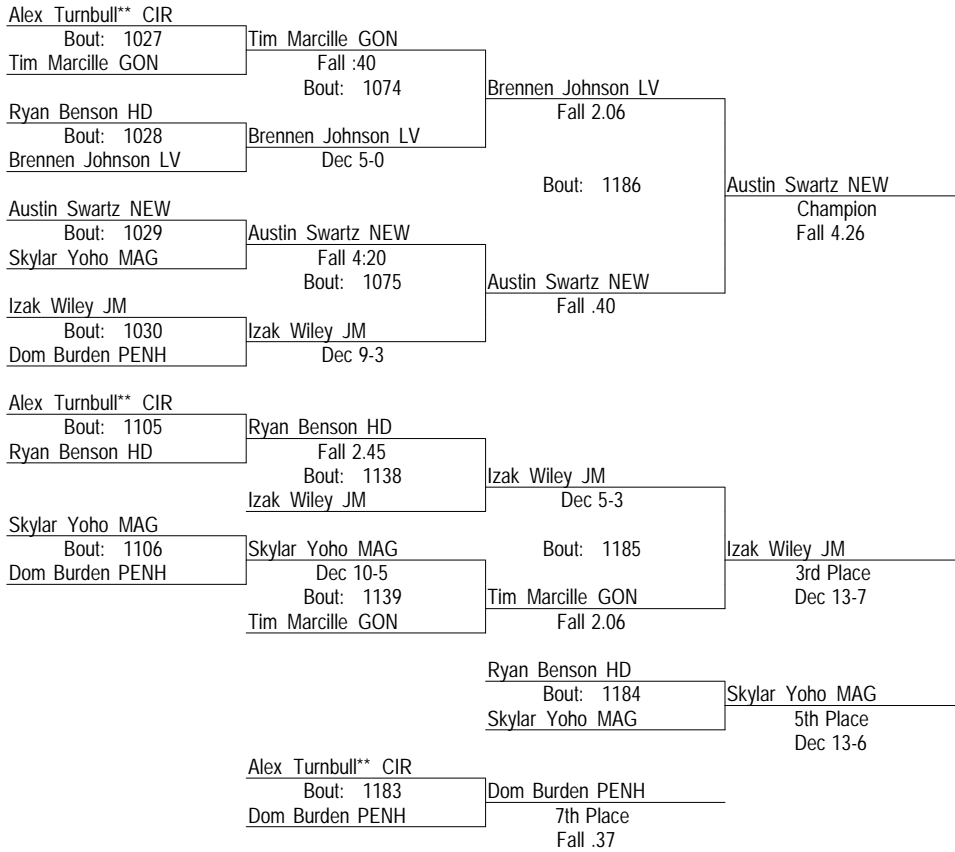 Alex Turnbull** CIR
Bout: 1027
Tim Marcille GON
Tim Marcille GON
Fall :40
Bout: 1074
Brennen Johnson LV
Fall 2.06
Ryan Benson HD
Bout: 1028
Brennen Johnson LV
Brennen Johnson LV
Dec 5-0
Bout: 1186
Austin Swartz NEW
Champion
Fall 4.26
Austin Swartz NEW
Bout: 1029
Skylar Yoho MAG
Austin Swartz NEW
Fall 4:20
Bout: 1075
Austin Swartz NEW
Fall .40
Izak Wiley JM
Bout: 1030
Dom Burden PENH
Izak Wiley JM
Dec 9-3
Alex Turnbull** CIR
Bout: 1105
Ryan Benson HD
Ryan Benson HD
Fall 2.45
Bout: 1138
Izak Wiley JM
Izak Wiley JM
Dec 5-3
Skylar Yoho MAG
Bout: 1106
Dom Burden PENH
Skylar Yoho MAG
Dec 10-5
Bout: 1139
Tim Marcille GON
Bout: 1185
Tim Marcille GON
Fall 2.06
Izak Wiley JM
3rd Place
Dec 13-7
Ryan Benson HD
Bout: 1184
Skylar Yoho MAG
Skylar Yoho MAG
5th Place
Dec 13-6
Alex Turnbull** CIR
Bout: 1183
Dom Burden PENH
Dom Burden PENH
7th Place
Fall .37